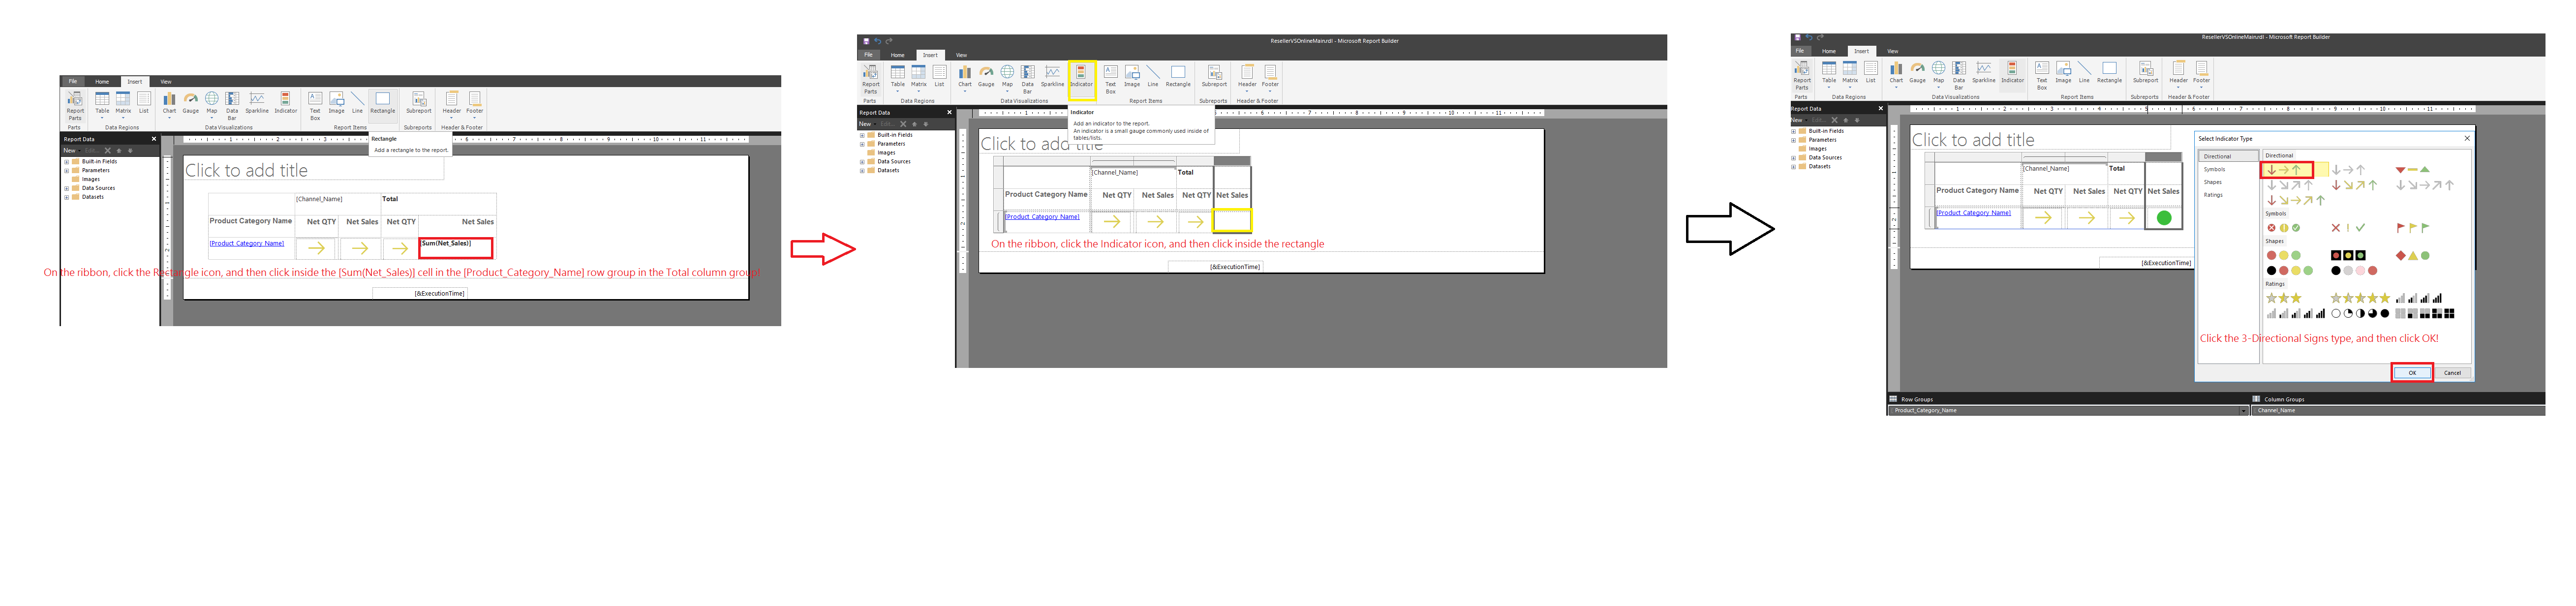 File Home Insert View
Report Parts Table Matrix List Chart Gauge Map Data Bar Sparkline Indicator Text Box Image Line Rectangle Subreport Header Footer
Parts Data Regions Data Visualizations Report Items Subreports Header & Footer
Rectangle
Add a rectangle to the report.
Report Data
New Edit...
Built-in Fields
Parameters
Images
Data Sources
Datasets
Click to add title
[Channel_Name] Total
Product Category Name Net QTY Net Sales Net QTY Net Sales
[Product_Category_Name] [Sum(Net_Sales)]
On the ribbon, click the Rectangle icon, and then click inside the [Sum(Net_Sales)] cell in the [Product_Category_Name] row group in the Total column group!
[&ExecutionTime]
ResellerVSOnlineMain.rdl - Microsoft Report Builder
File Home Insert View
Report Parts Table Matrix List Chart Gauge Map Data Bar Sparkline Indicator Text Box Image Line Rectangle Subreport Header Footer
Parts Data Regions Data Visualizations Report Items Subreports Header & Footer
Indicator
Add an indicator to the report.
An indicator is a small gauge commonly used inside of
tables/lists.
Report Data
New Edit...
Built-in Fields
Parameters
Images
Data Sources
Datasets
Click to add title
[Channel_Name] Total
Product Category Name Net QTY Net Sales Net QTY Net Sales
[Product_Category_Name]
On the ribbon, click the Indicator icon, and then click inside the rectangle
[&ExecutionTime]
ResellerVSOnlineMain.rdl - Microsoft Report Builder
File Home Insert View
Report Parts Table Matrix List Chart Gauge Map Data Bar Sparkline Indicator Text Box Image Line Rectangle Subreport Header Footer
Parts Data Regions Data Visualizations Report Items Subreports Header & Footer
Report Data
New Edit...
Built-in Fields
Parameters
Images
Data Sources
Datasets
Click to add title
[Channel_Name] Total
Product Category Name Net QTY Net Sales Net QTY Net Sales
[Product_Category_Name]
[&ExecutionTime]
Select Indicator Type
Directional
Symbols
Shapes
Ratings
Directional
Symbols
Shapes
Ratings
Click the 3-Directional Signs type, and then click OK!
OK Cancel
Row Groups Column Groups
Product_Category_Name Channel_Name